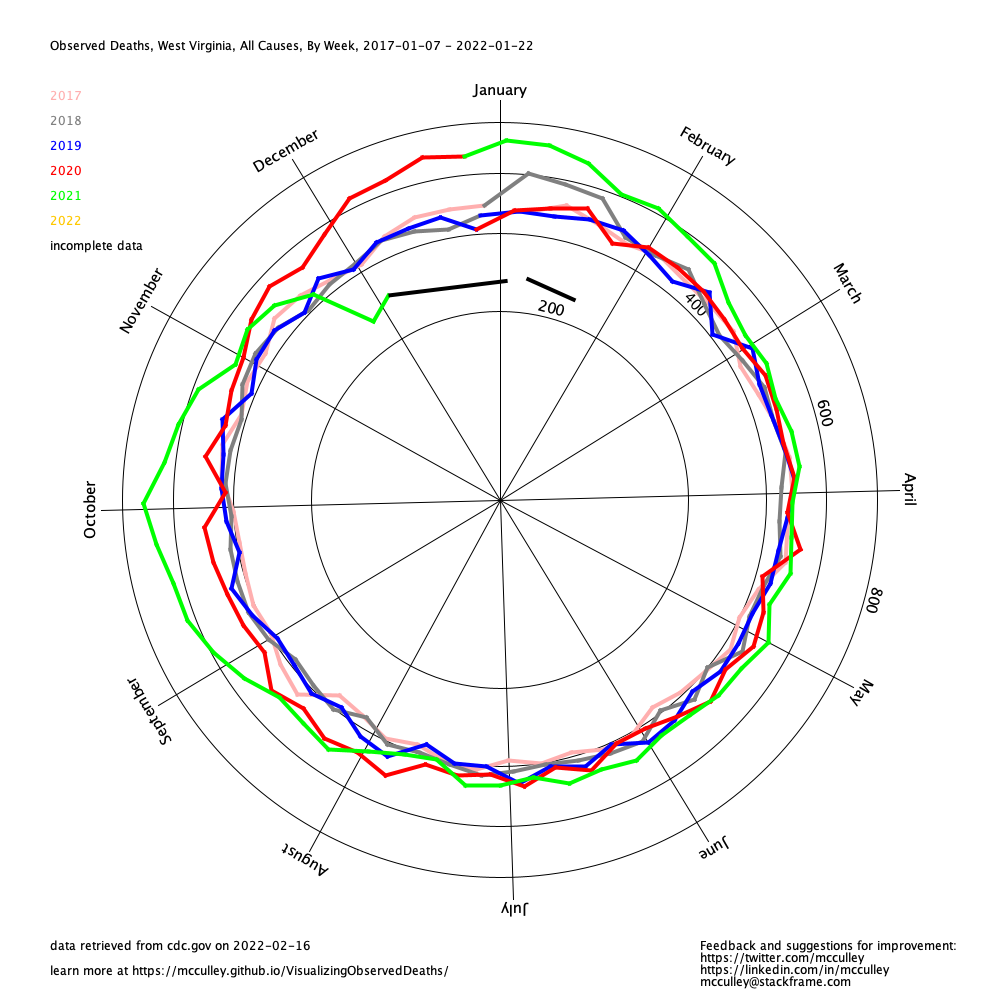 Observed Deaths, West Virginia, All Causes, By Week, 2017-01-07 - 2022-01-22
January
2017
2018
2019
2020
2021
2022
incomplete data
December
February
November
March
200
400
600
October
April
800
September
May
August
June
July
data retrieved from cdc.gov on 2022-02-16
learn more at https://mcculley.github.io/VisualizingObservedDeaths/
Feedback and suggestions for improvement:
https://twitter.com/mcculley
https://linkedin.com/in/mcculley
mcculley@stackframe.com